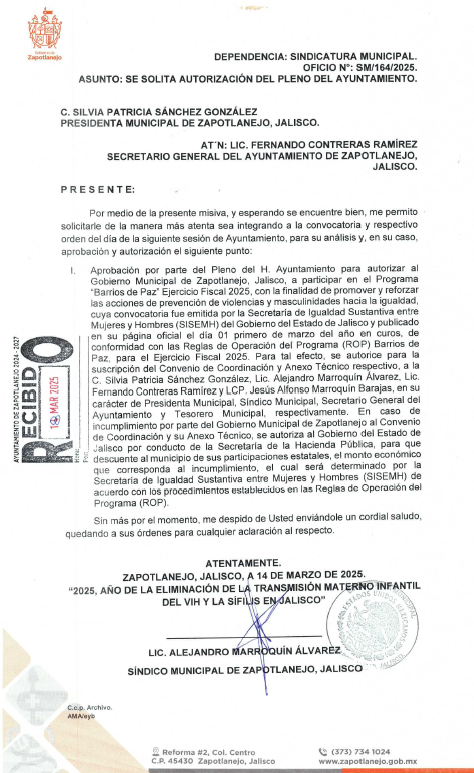 Gobierno de
Zapotlanejo
DEPENDENCIA: SINDICATURA MUNICIPAL.
OFICIO N°: SM/164/2025.
ASUNTO: SE SOLITA AUTORIZACIÓN DEL PLENO DEL AYUNTAMIENTO.
C. SILVIA PATRICIA SÁNCHEZ GONZÁLEZ
PRESIDENTA MUNICIPAL DE ZAPOTLANEJO, JALISCO.
AT´N: LIC. FERNANDO CONTRERAS RAMÍREZ
SECRETARIO GENERAL DEL AYUNTAMIENTO DE ZAPOTLANEJO,
JALISCO.
P R E S E N T E:
Por medio de la presente misiva, y esperando se encuentre bien, me permito
solicitarle de la manera más atenta sea integrando a la convocatoria y respectivo
orden del día de la siguiente sesión de Ayuntamiento, para su análisis y, en su caso,
aprobación y autorización el siguiente punto:
I. Aprobación por parte del Pleno del H. Ayuntamiento para autorizar al
Gobierno Municipal de Zapotlanejo, Jalisco, a participar en el Programa
"Barrios de Paz" Ejercicio Fiscal 2025, con la finalidad de promover y reforzar
las acciones de prevención de violencias y masculinidades hacia la igualdad,
cuya convocatoria fue emitida por la Secretaría de Igualdad Sustantiva entre
Mujeres y Hombres (SISEMH) del Gobierno del Estado de Jalisco y publicado
en su página oficial el día 01 primero de marzo del año en curos, de
conformidad con las Reglas de Operación del Programa (ROP) Barrios de
Paz, para el Ejercicio Fiscal 2025. Para tal efecto, se autorice para la
suscripción del Convenio de Coordinación y Anexo Técnico respectivo, a la
C. Silvia Patricia Sánchez González, Lic. Alejandro Marroquín Álvarez, Lic.
Fernando Contreras Ramírez y LCP. Jesús Alfonso Marroquín Barajas, en su
carácter de Presidenta Municipal, Síndico Municipal, Secretario General del
Ayuntamiento y Tesorero Municipal, respectivamente. En caso de
incumplimiento por parte del Gobierno Municipal de Zapotlanejo al Convenio
de Coordinación y su Anexo Técnico, se autoriza al Gobierno del Estado de
Jalisco por conducto de la Secretaría de la Hacienda Pública, para que
descuente al municipio de sus participaciones estatales, el monto económico
que corresponda al incumplimiento, el cual será determinado por la
Secretaría de Igualdad Sustantiva entre Mujeres y Hombres (SISEMH) de
acuerdo con los procedimientos establecidos en las Reglas de Operación del
Programa (ROP).
AYUNTAMIENTO DE ZAPOTLANEJO 2024 - 2027
RECIBIDO
18 MAR 2025
Sin más por el momento, me despido de Usted enviándole un cordial saludo,
quedando a sus órdenes para cualquier aclaración al respecto.
ATENTAMENTE.
ZAPOTLANEJO, JALISCO, A 14 DE MARZO DE 2025.
"2025, AÑO DE LA ELIMINACIÓN DE LA TRANSMISIÓN MATERNO INFANTIL
DEL VIH Y LA SÍFILIS EN JALISCO"
ESTADOS UNIDOS MEXICANOS
LIC. ALEJANDRO MARROQUÍN ÁLVAREZ
SÍNDICO MUNICIPAL DE ZAPOTLANEJO, JALISCO
C.c.p. Archivo.
AMA/eyb
Reforma #2, Col. Centro
C.P. 45430 Zapotlanejo, Jalisco
(373) 734 1024
www.zapotlanejo.gob.mx